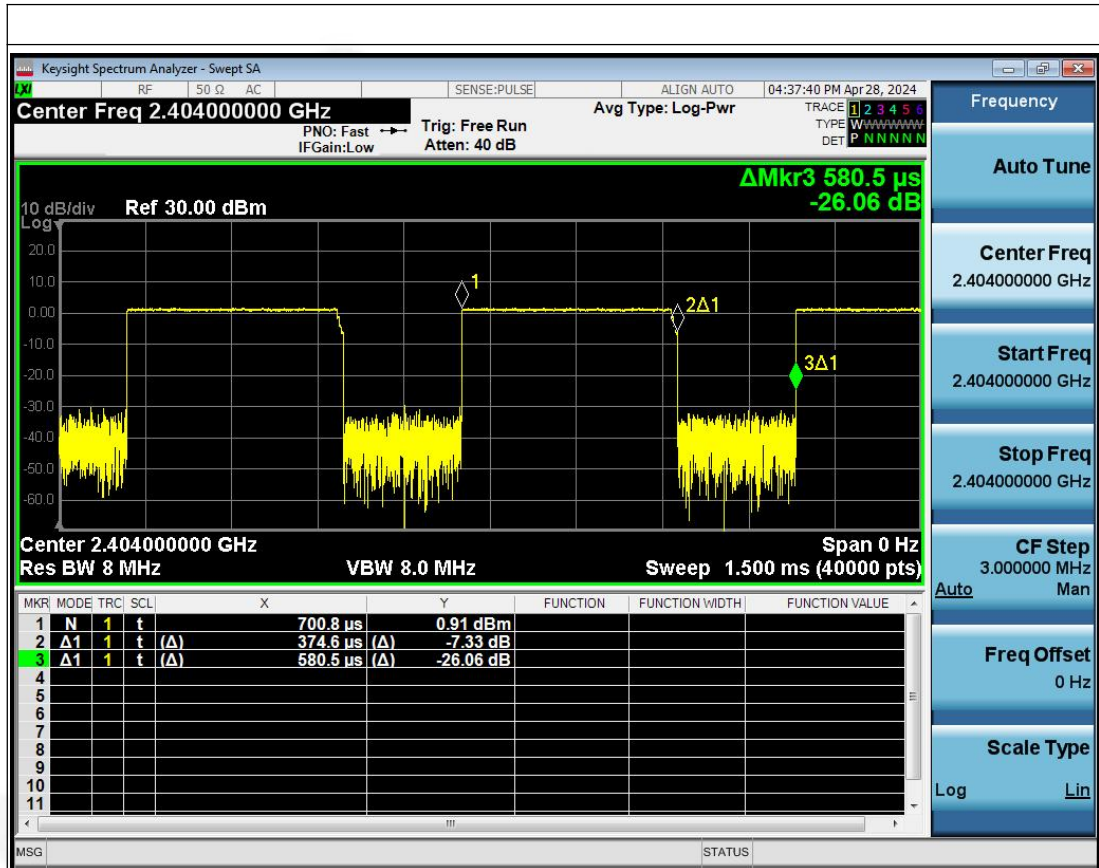 Keysight Spectrum Analyzer - Swept SA
LXI RF 50 Ω AC SENSE:PULSE ALIGN AUTO 04:37:40 PM Apr 28, 2024
Center Freq 2.404000000 GHz
PNO: Fast
IFGain:Low
Trig: Free Run
Atten: 40 dB
Avg Type: Log-Pwr
TRACE 1 2 3 4 5 6
TYPE WWWWWW
DET P N N N N N
ΔMkr3 580.5 µs
-26.06 dB
10 dB/div Ref 30.00 dBm
Log
20.0
10.0
0.00
-10.0
-20.0
-30.0
-40.0
-50.0
-60.0
1
2Δ1
3Δ1
Center 2.404000000 GHz Span 0 Hz
Res BW 8 MHz VBW 8.0 MHz Sweep 1.500 ms (40000 pts)
MKR MODE TRC SCL X Y FUNCTION FUNCTION WIDTH FUNCTION VALUE
1 N 1 t 700.8 µs 0.91 dBm
2 Δ1 1 t (Δ) 374.6 µs (Δ) -7.33 dB
3 Δ1 1 t (Δ) 580.5 µs (Δ) -26.06 dB
4
5
6
7
8
9
10
11
MSG STATUS
Frequency
Auto Tune
Center Freq
2.404000000 GHz
Start Freq
2.404000000 GHz
Stop Freq
2.404000000 GHz
CF Step
3.000000 MHz
Auto Man
Freq Offset
0 Hz
Scale Type
Log Lin